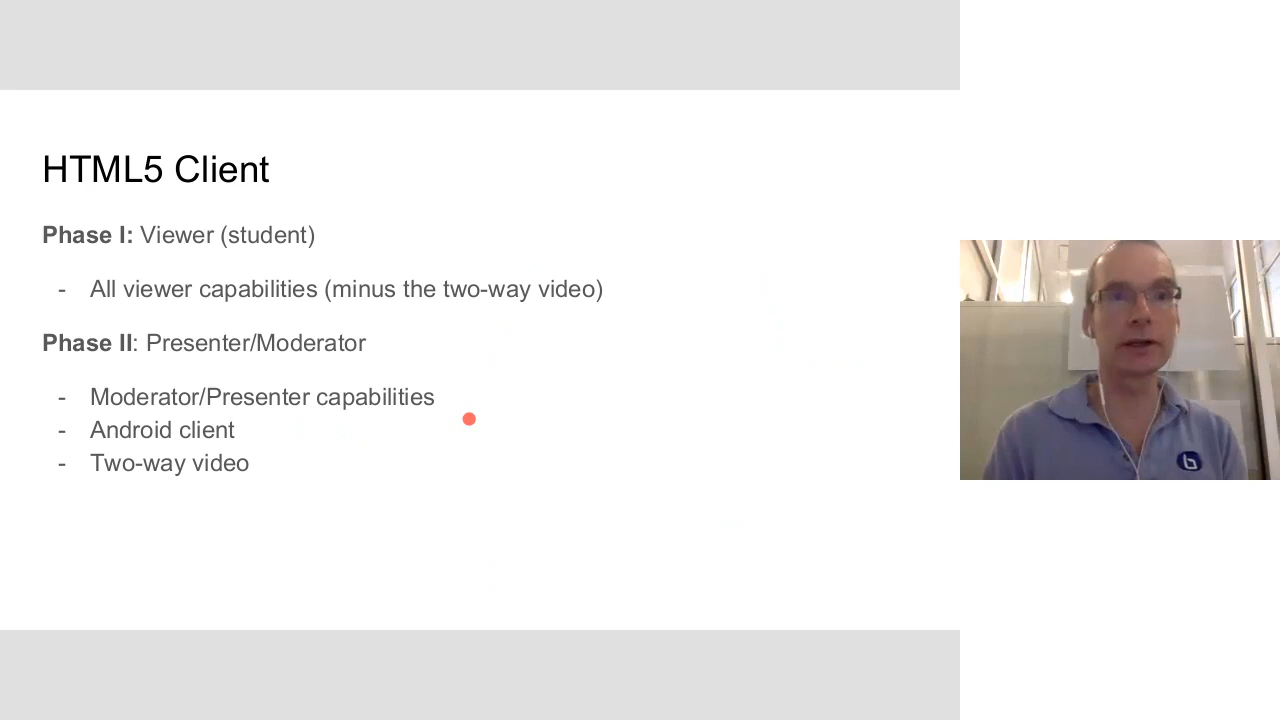 HTML5 Client
Phase I: Viewer (student)
- All viewer capabilities (minus the two-way video)
Phase II: Presenter/Moderator
- Moderator/Presenter capabilities
- Android client
- Two-way video